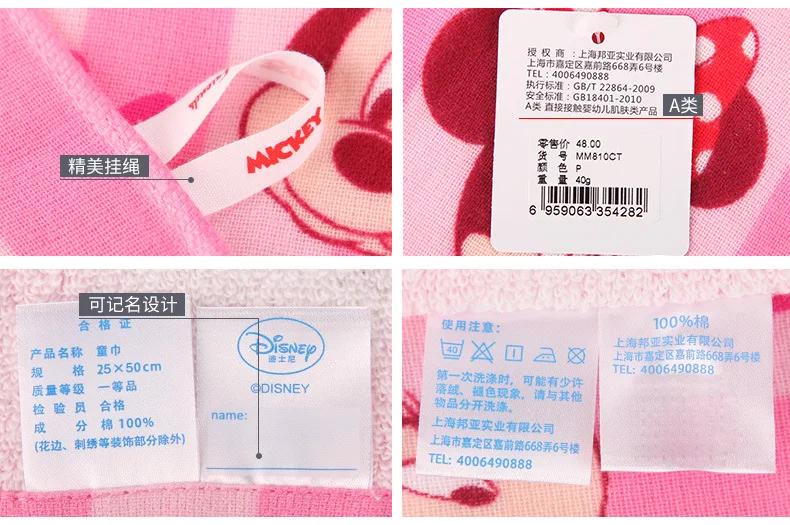 MICKEY
精美挂绳
授 权 商 : 上海邦亚实业有限公司
上海市嘉定区嘉前路668弄6号楼
TEL: 4006490888
执行标准: GB/T 22864-2009
安全标准: GB18401-2010
A类 直接接触婴幼儿肌肤类产品
A类
零售价 48.00
货 号 MM810CT
颜 色 P
重 量 40g
6 959063 354282
可记名设计
合 格 证
产品名称 童巾
规 格 25×50cm
质量等级 一等品
检 验 员 合格
成 分 棉 100%
(花边、刺绣等装饰部分除外)
Disney
迪士尼
©DISNEY
name:
使用注意:
40
第一次洗涤时,可能有少许
落绒、褪色现象,请与其他
物品分开洗涤。
上海邦亚实业有限公司
上海市嘉定区嘉前路668弄6号楼
TEL: 4006490888
100%棉
上海邦亚实业有限公司
上海市嘉定区嘉前路668弄6号楼
TEL: 4006490888